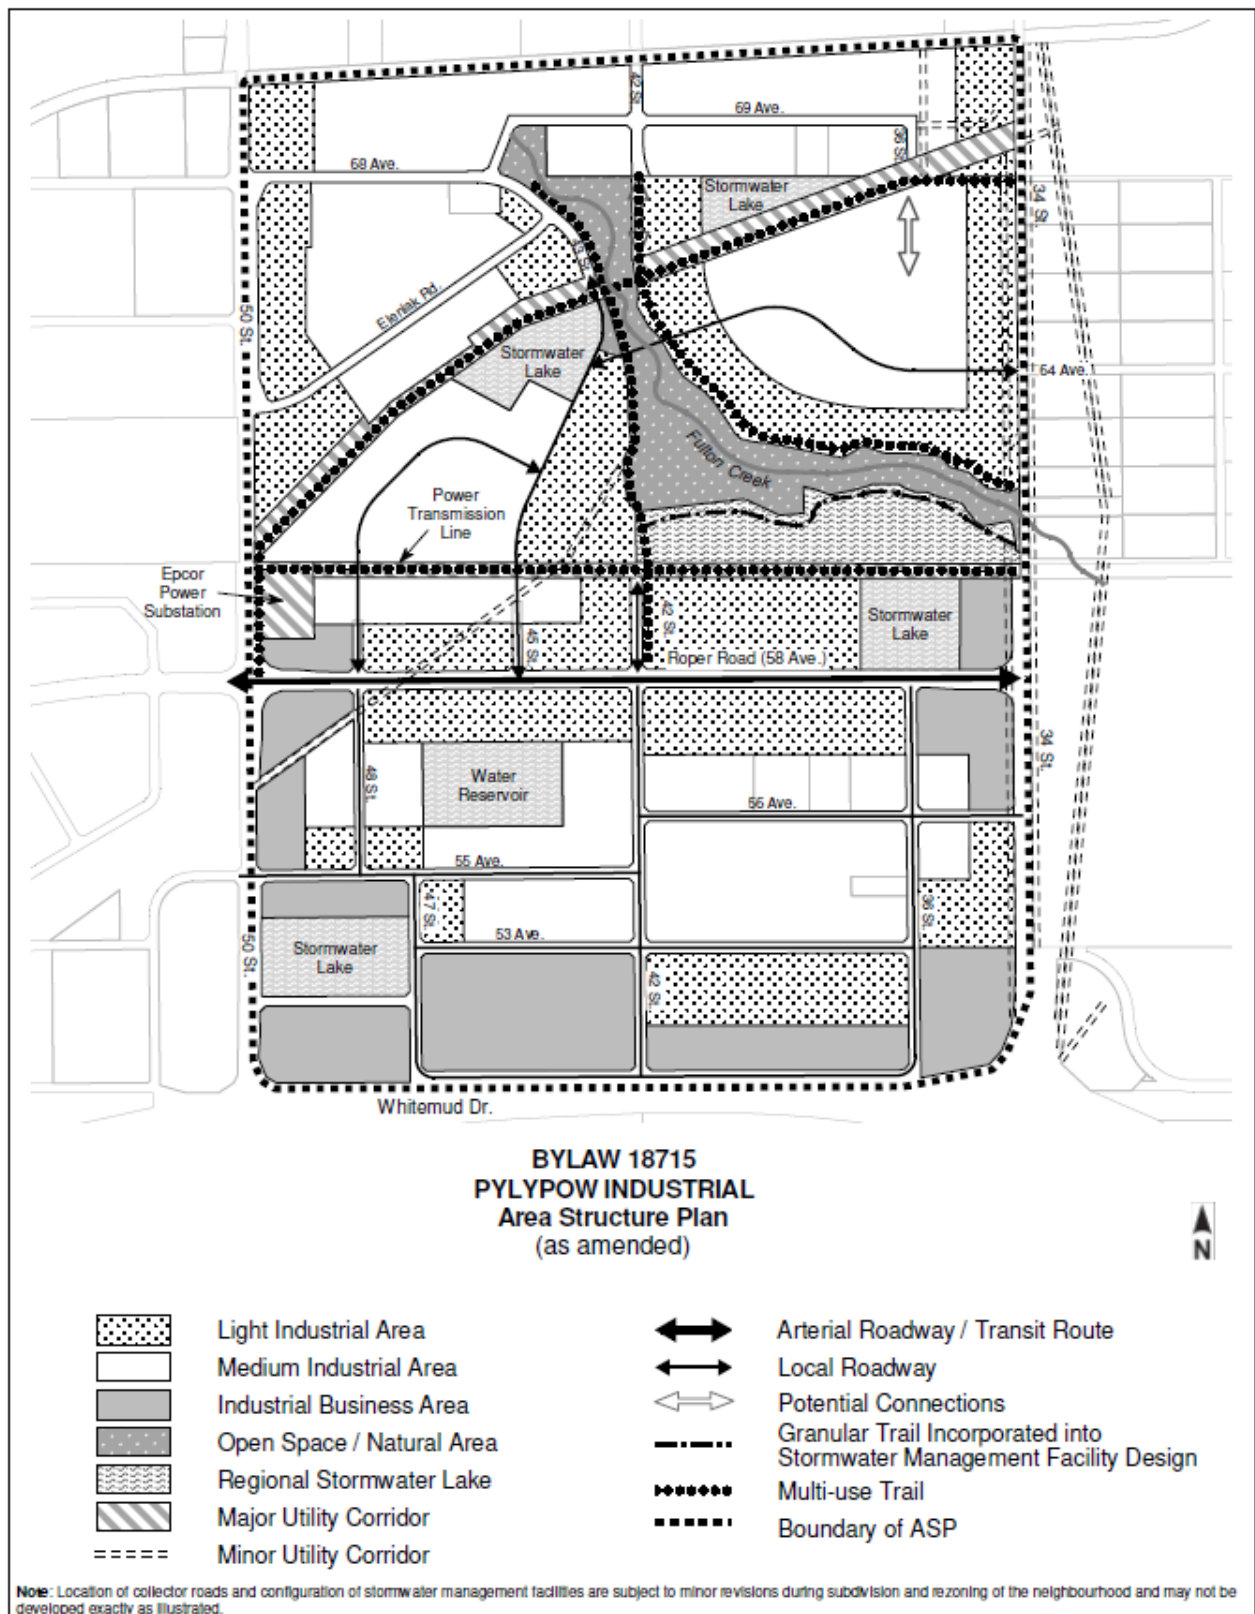 42 St.
69 Ave.
36 St.
68 Ave.
Stormwater
Lake
34 St.
43 St.
50 St.
Eleniak Rd.
Stormwater
Lake
64 Ave.
Fulton Creek
Power
Transmission
Line
Epcor
Power
Substation
42 St.
Stormwater
Lake
45 St.
Roper Road (58 Ave.)
34 St.
48 St.
Water
Reservoir
56 Ave.
55 Ave.
47 St.
36 St.
53 Ave.
50 St.
Stormwater
Lake
42 St.
Whitemud Dr.
BYLAW 18715
PYLYPOW INDUSTRIAL
Area Structure Plan
(as amended)
N
Light Industrial Area
Medium Industrial Area
Industrial Business Area
Open Space / Natural Area
Regional Stormwater Lake
Major Utility Corridor
Minor Utility Corridor
Arterial Roadway / Transit Route
Local Roadway
Potential Connections
Granular Trail Incorporated into
Stormwater Management Facility Design
Multi-use Trail
Boundary of ASP
Note: Location of collector roads and configuration of stormwater management facilities are subject to minor revisions during subdivision and rezoning of the neighbourhood and may not be
developed exactly as illustrated.